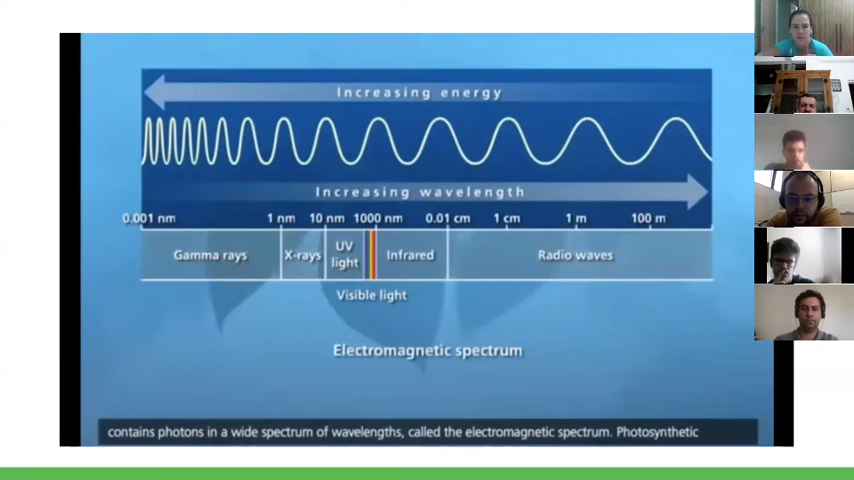 Increasing energy
Increasing wavelength
0.001 nm 1 nm 10 nm 1000 nm 0.01 cm 1 cm 1 m 100 m
Gamma rays X-rays UV light Infrared Radio waves
Visible light
Electromagnetic spectrum
contains photons in a wide spectrum of wavelengths, called the electromagnetic spectrum. Photosynthetic